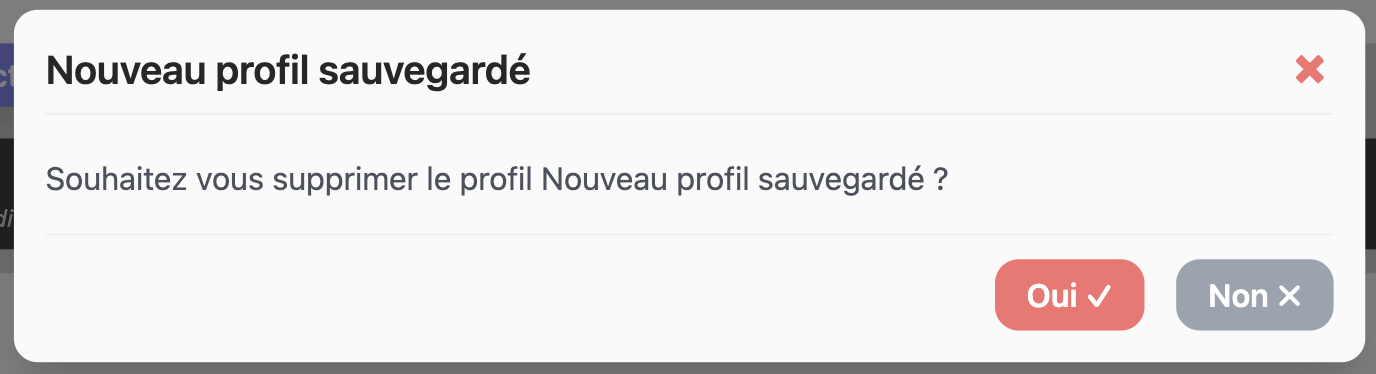 Nouveau profil sauvegardé
Souhaitez vous supprimer le profil Nouveau profil sauvegardé ?
Oui
Non